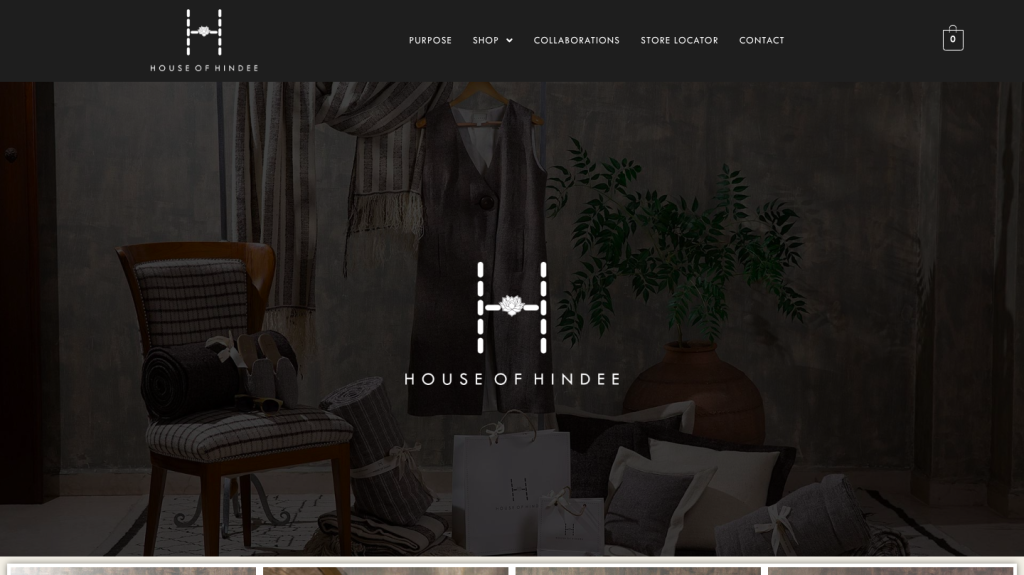 HOUSE OF HINDEE
PURPOSE
SHOP
COLLABORATIONS
STORE LOCATOR
CONTACT
0
HOUSE OF HINDEE